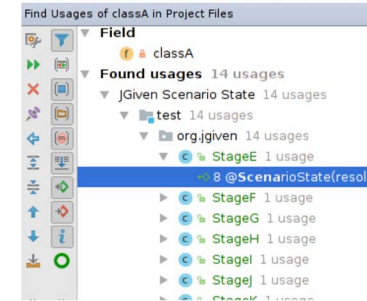 Find Usages of classA in Project Files
Field
f classA
Found usages 14 usages
JGiven Scenario State 14 usages
test 14 usages
org.jgiven 14 usages
C StageE 1 usage
8 @ScenarioState(resol
C StageF 1 usage
C StageG 1 usage
C StageH 1 usage
C StageI 1 usage
C StageJ 1 usage